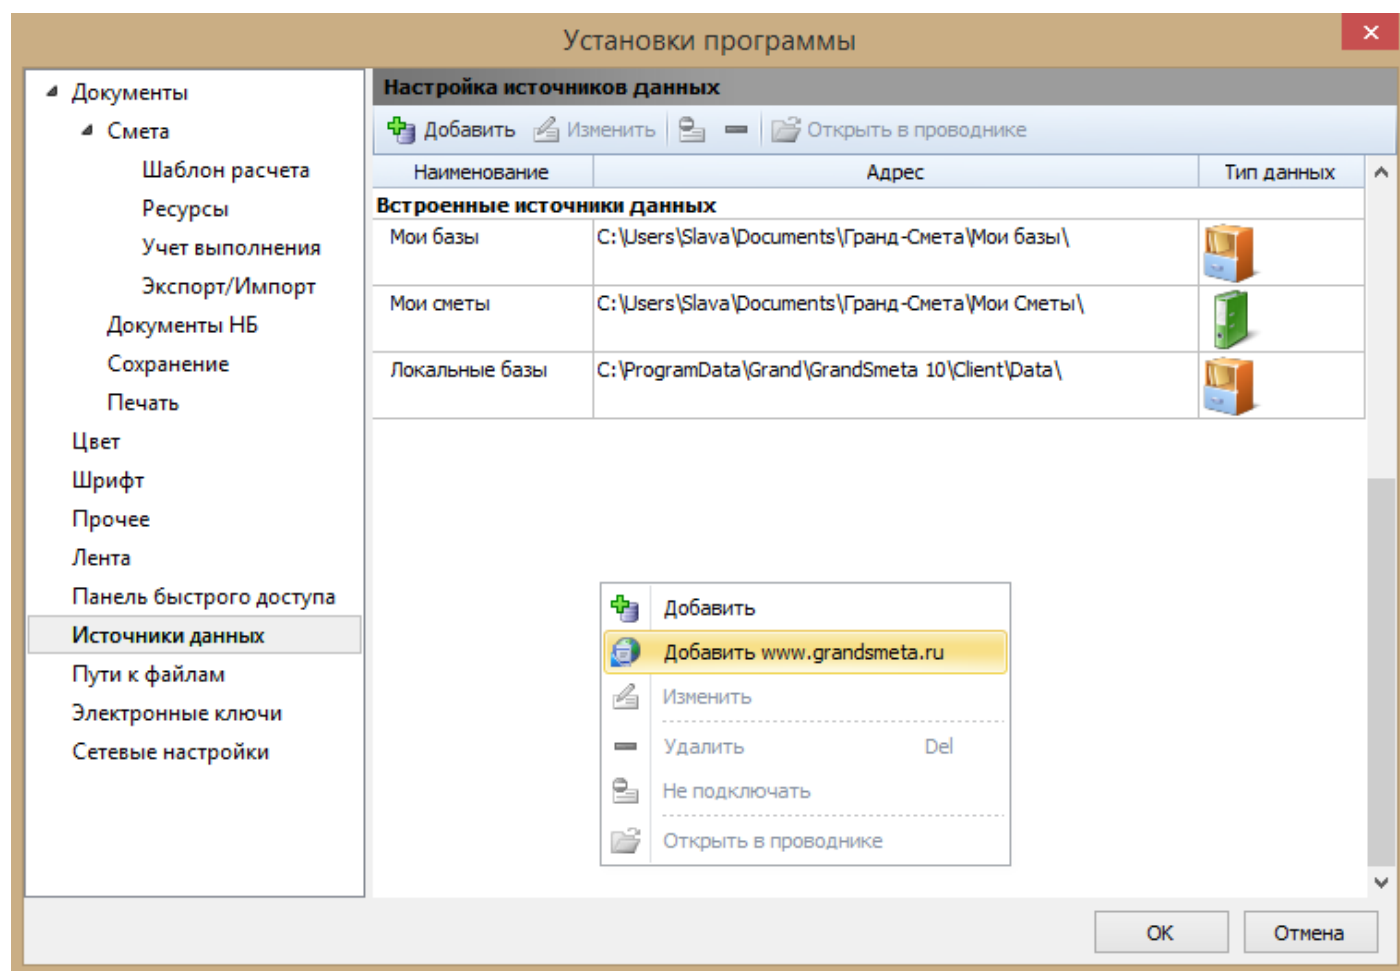 Установки программы
Документы
Смета
Шаблон расчета
Ресурсы
Учет выполнения
Экспорт/Импорт
Документы НБ
Сохранение
Печать
Цвет
Шрифт
Прочее
Лента
Панель быстрого доступа
Источники данных
Пути к файлам
Электронные ключи
Сетевые настройки
Настройка источников данных
Добавить Изменить Открыть в проводнике
Наименование Адрес Тип данных
Встроенные источники данных
Мои базы C:\Users\Slava\Documents\Гранд-Смета\Мои базы\
Мои сметы C:\Users\Slava\Documents\Гранд-Смета\Мои Сметы\
Локальные базы C:\ProgramData\Grand\GrandSmeta 10\Client\Data\
Добавить
Добавить www.grandsmeta.ru
Изменить
Удалить Del
Не подключать
Открыть в проводнике
ОК Отмена